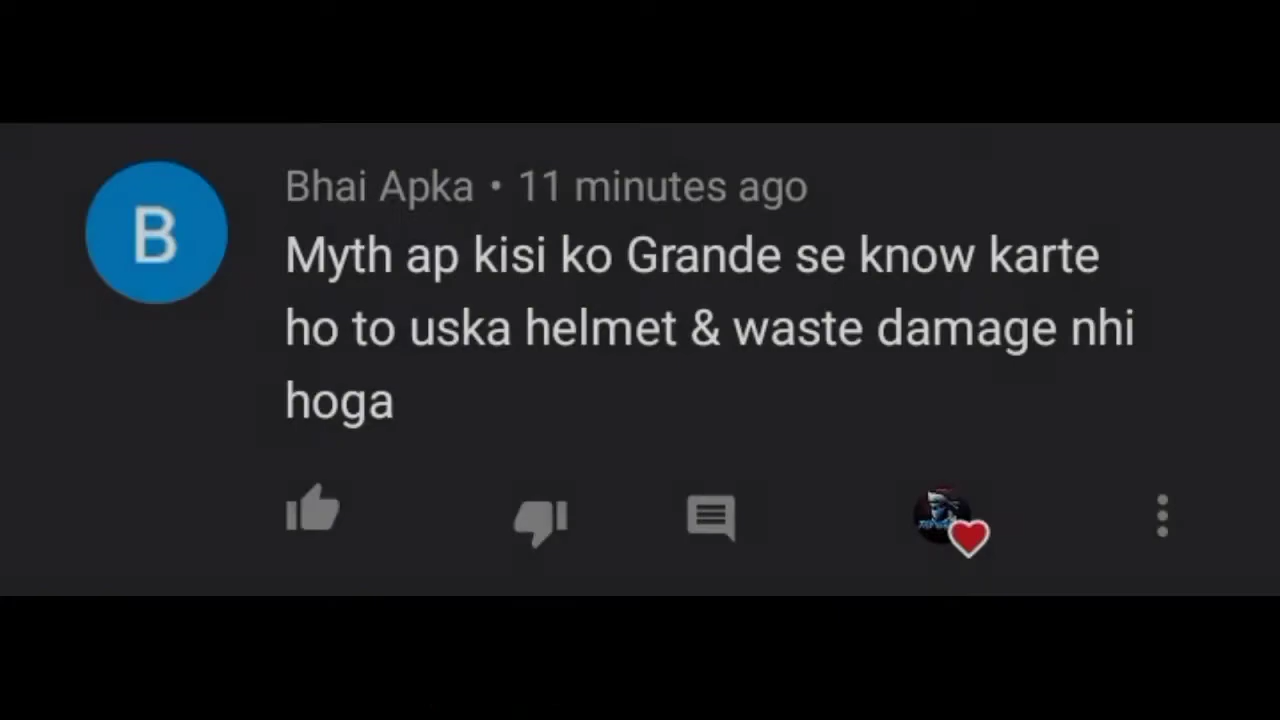 B
Bhai Apka • 11 minutes ago
Myth ap kisi ko Grande se know karte
ho to uska helmet & waste damage nhi
hoga